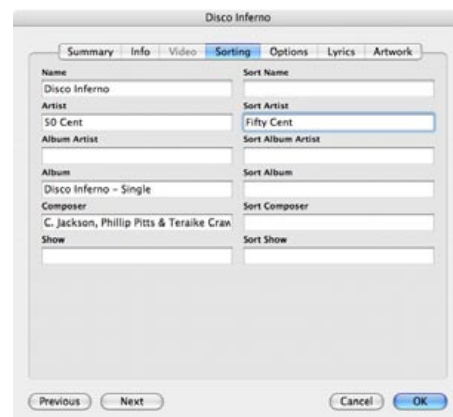 Disco Inferno
Summary Info Video Sorting Options Lyrics Artwork
Name Sort Name
Disco Inferno
Artist Sort Artist
50 Cent Fifty Cent
Album Artist Sort Album Artist
Album Sort Album
Disco Inferno - Single
Composer Sort Composer
C. Jackson, Phillip Pitts & Teraike Craw
Show Sort Show
Previous Next Cancel OK